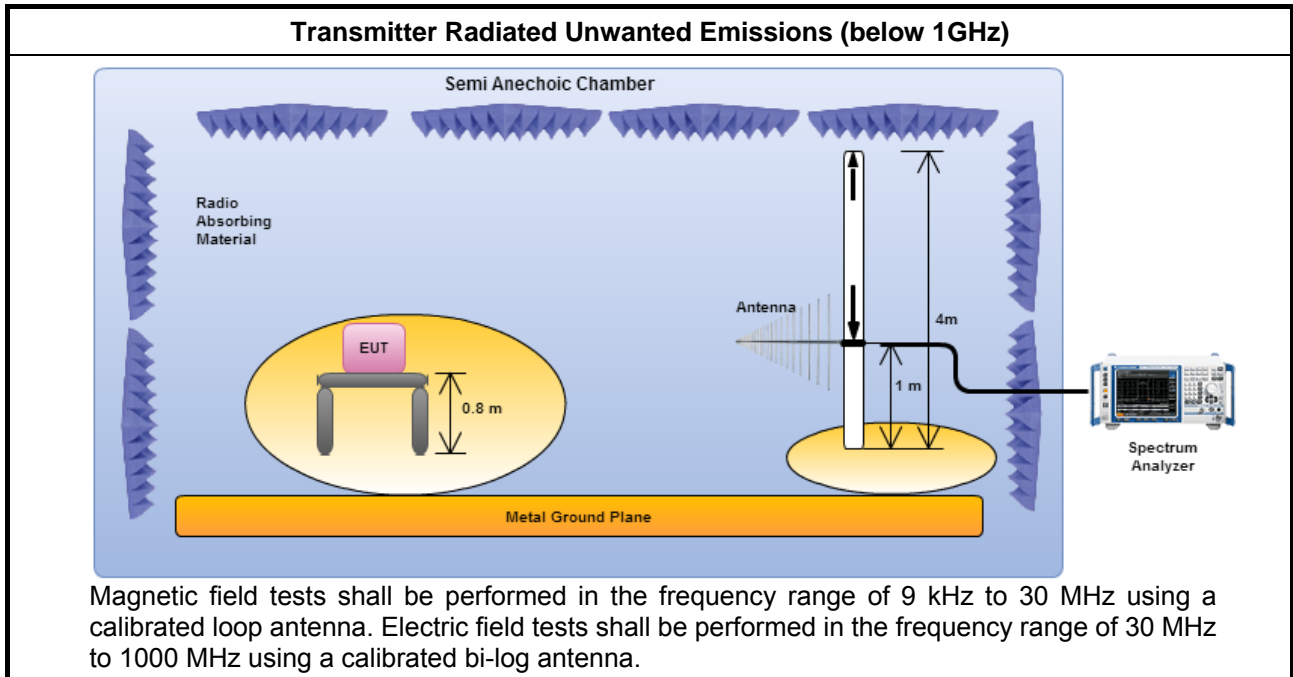 Transmitter Radiated Unwanted Emissions (below 1GHz)
Semi Anechoic Chamber
Radio
Absorbing
Material
Antenna
4m
EUT
1 m
0.8 m
Spectrum
Analyzer
Metal Ground Plane
Magnetic field tests shall be performed in the frequency range of 9 kHz to 30 MHz using a
calibrated loop antenna. Electric field tests shall be performed in the frequency range of 30 MHz
to 1000 MHz using a calibrated bi-log antenna.